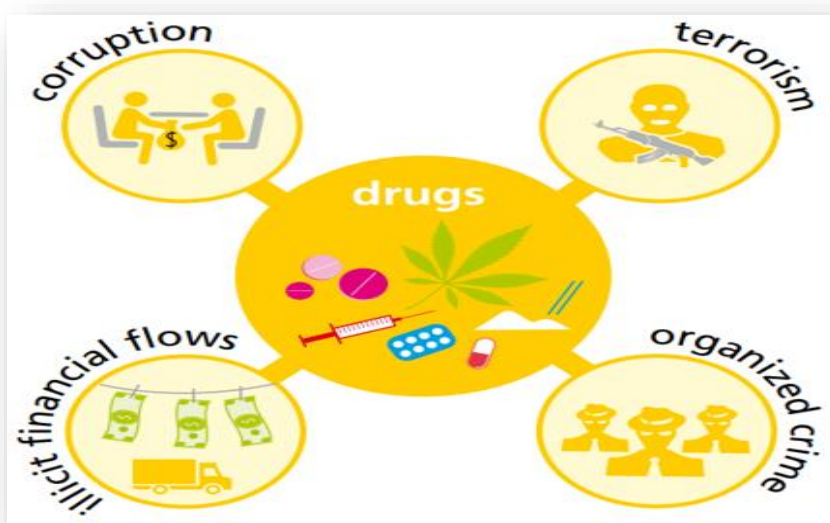 corruption
terrorism
drugs
$
illicit financial flows
$ $ $
organized crime